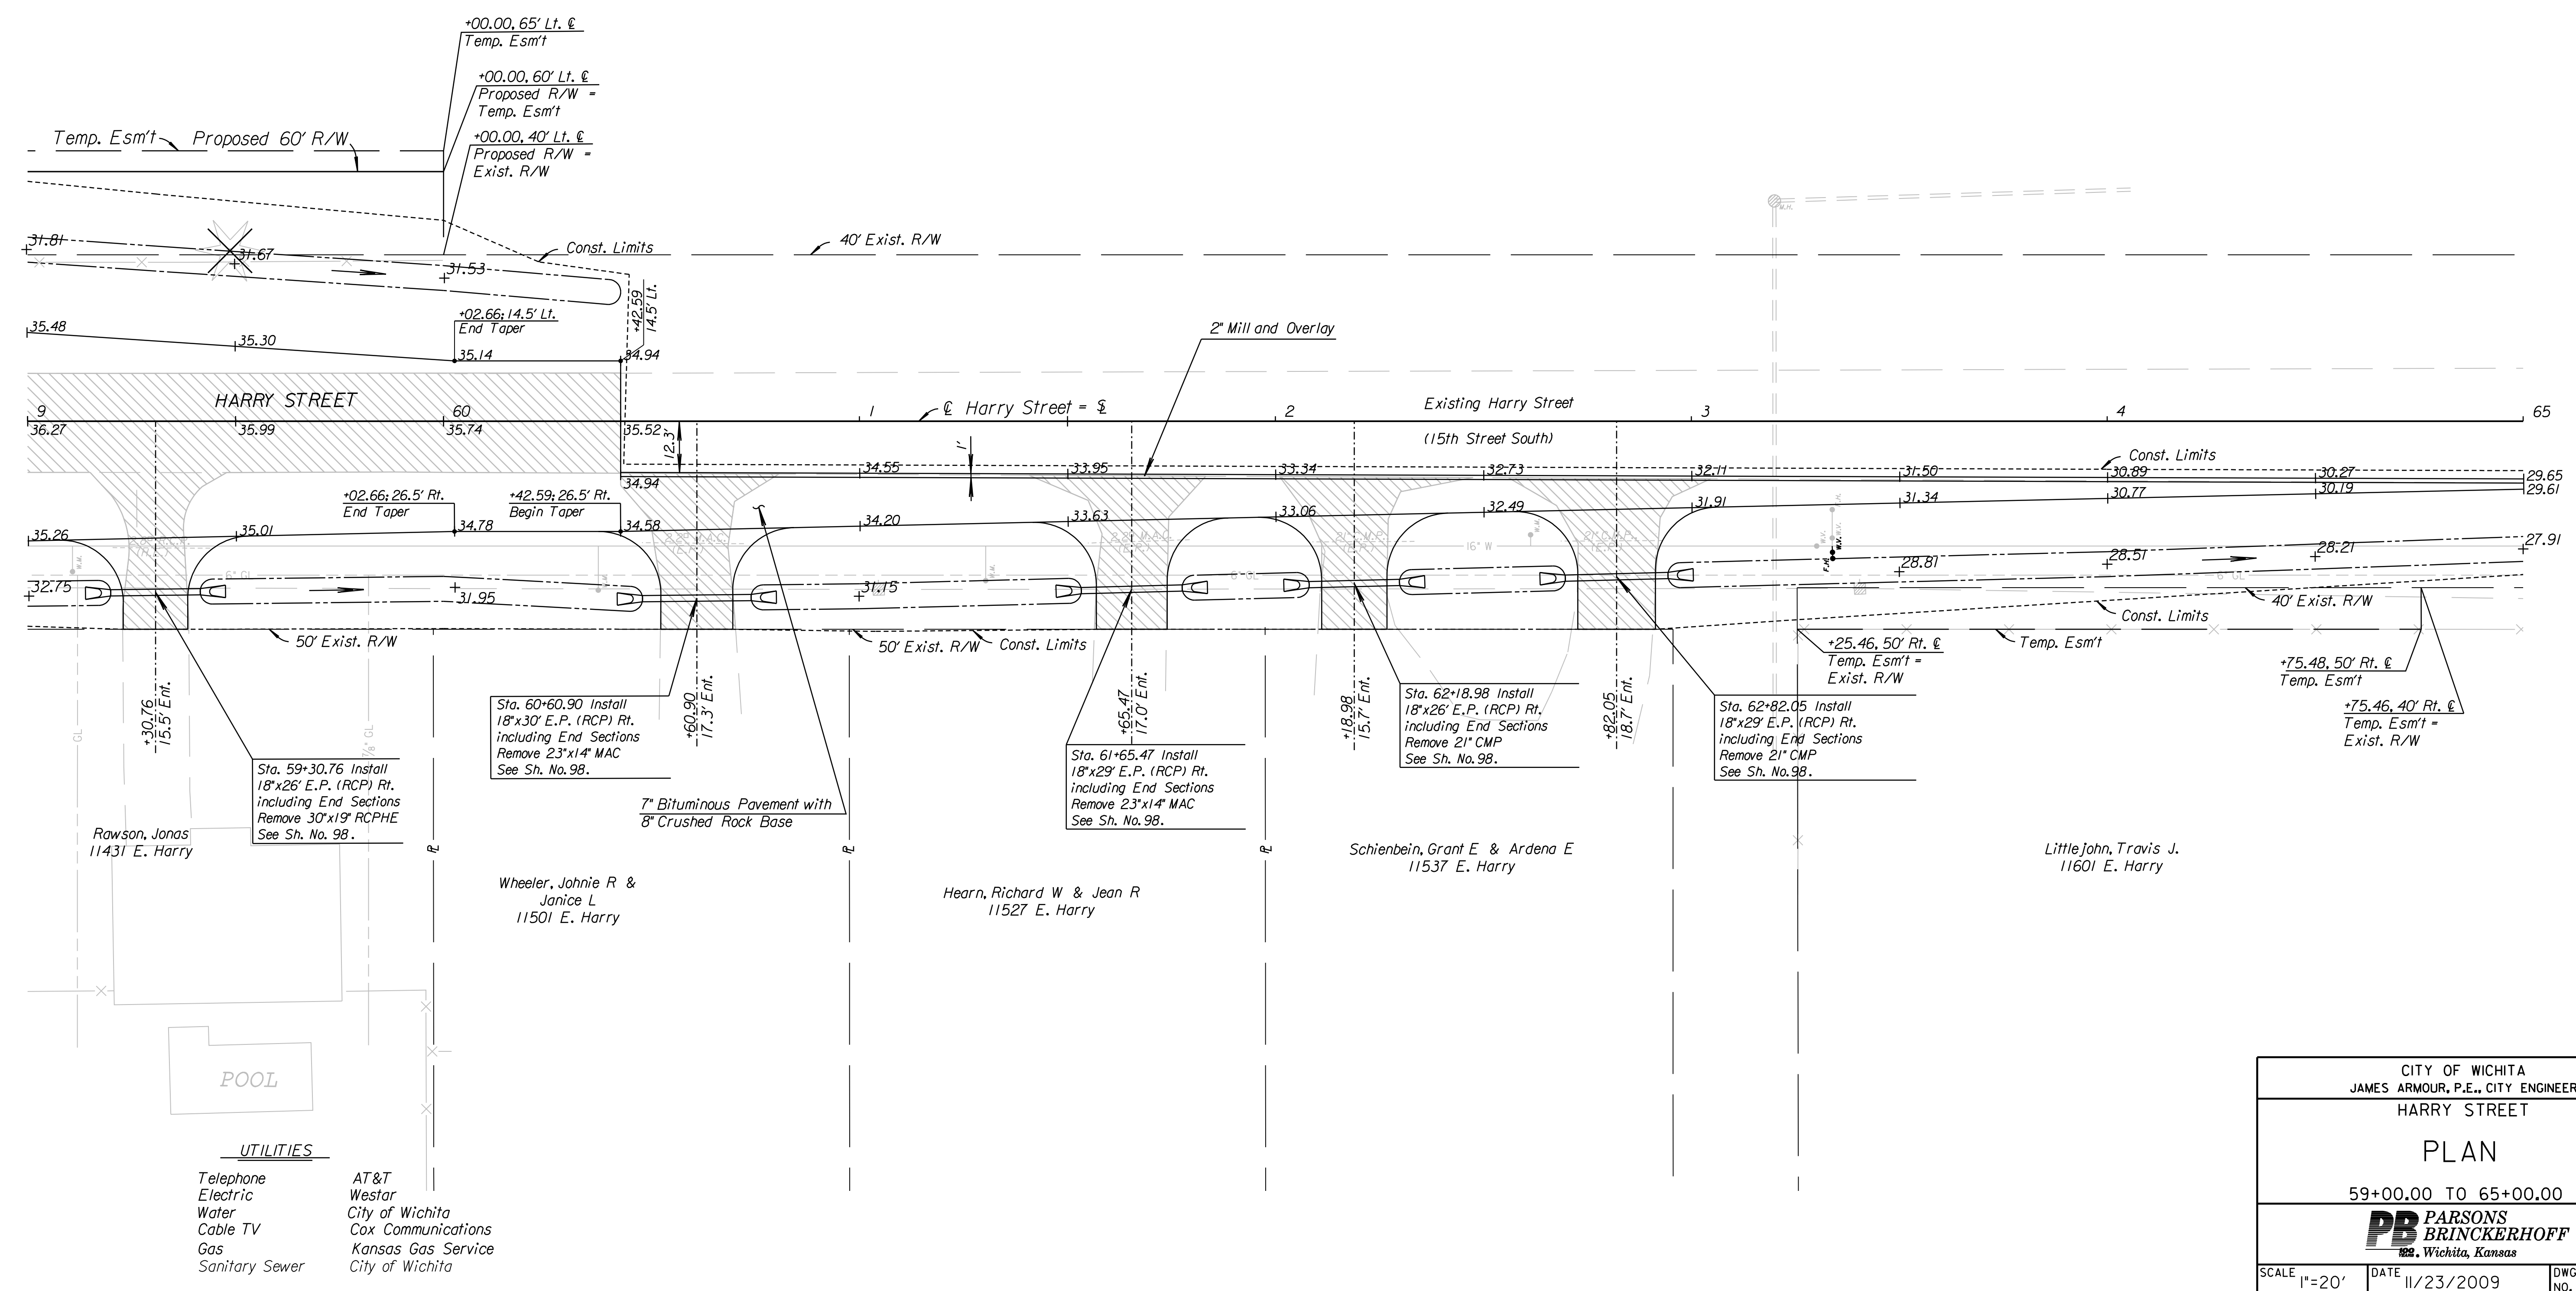 +00.00, 65' Lt. ℄
Temp. Esm't
+00.00, 60' Lt. ℄
Proposed R/W =
Temp. Esm't
+00.00, 40' Lt. ℄
Proposed R/W =
Exist. R/W
Temp. Esm't
Proposed 60' R/W
31.81
31.67
31.53
Const. Limits
40' Exist. R/W
M.H.
+42.59
14.5' Lt.
+02.66; 14.5' Lt.
End Taper
35.48
35.30
35.14
34.94
2" Mill and Overlay
HARRY STREET
9
60
1
℄ Harry Street =
2
Existing Harry Street
3
4
65
36.27
35.99
35.74
35.52
12.3'
1'
(15th Street South)
Const. Limits
34.94
34.55
33.95
33.34
32.73
32.11
31.50
30.89
30.27
29.65
29.61
+02.66; 26.5' Rt.
End Taper
+42.59; 26.5' Rt.
Begin Taper
35.26
35.01
34.78
34.58
34.20
33.63
33.06
32.49
31.91
31.34
30.77
30.19
16" W
W.M.
W.M.
W.M.
W.V.
W.V.
F.H.
W.V.
6" GL
6" GL
6" GL
32.75
31.95
31.15
28.81
28.51
28.21
27.91
50' Exist. R/W
50' Exist. R/W
Const. Limits
40' Exist. R/W
Const. Limits
Temp. Esm't
+25.46, 50' Rt. ℄
Temp. Esm't =
Exist. R/W
+75.48, 50' Rt. ℄
Temp. Esm't
+75.46, 40' Rt. ℄
Temp. Esm't =
Exist. R/W
GL
+30.76
15.5' Ent.
+60.90
17.3' Ent.
+65.47
17.0' Ent.
+18.98
15.7' Ent.
+82.05
18.7' Ent.
Sta. 59+30.76 Install
18"x26' E.P. (RCP) Rt.
including End Sections
Remove 30"x19" RCPHE
See Sh. No. 98.
Sta. 60+60.90 Install
18"x30' E.P. (RCP) Rt.
including End Sections
Remove 23"x14" MAC
See Sh. No. 98.
7" Bituminous Pavement with
8" Crushed Rock Base
Sta. 61+65.47 Install
18"x29' E.P. (RCP) Rt.
including End Sections
Remove 23"x14" MAC
See Sh. No. 98.
Sta. 62+18.98 Install
18"x26' E.P. (RCP) Rt.
including End Sections
Remove 21" CMP
See Sh. No. 98.
Sta. 62+82.05 Install
18"x29' E.P. (RCP) Rt.
including End Sections
Remove 21" CMP
See Sh. No. 98.
Rawson, Jonas
11431 E. Harry
Wheeler, Johnie R &
Janice L
11501 E. Harry
Hearn, Richard W & Jean R
11527 E. Harry
Schienbein, Grant E & Ardena E
11537 E. Harry
Littlejohn, Travis J.
11601 E. Harry
POOL
UTILITIES
Telephone AT&T
Electric Westar
Water City of Wichita
Cable TV Cox Communications
Gas Kansas Gas Service
Sanitary Sewer City of Wichita
CITY OF WICHITA
JAMES ARMOUR, P.E., CITY ENGINEER
HARRY STREET
PLAN
59+00.00 TO 65+00.00
PB PARSONS
BRINCKERHOFF
Wichita, Kansas
SCALE 1"=20'
DATE 11/23/2009
DWG
NO.